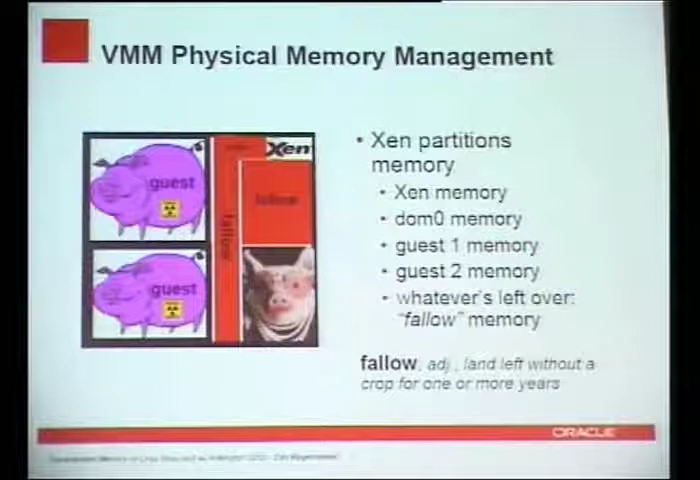 VMM Physical Memory Management
guest
guest
fallow
Xen
fallow
• Xen partitions
memory
• Xen memory
• dom0 memory
• guest 1 memory
• guest 2 memory
• whatever's left over:
"fallow" memory
fallow, adj., land left without a
crop for one or more years
ORACLE